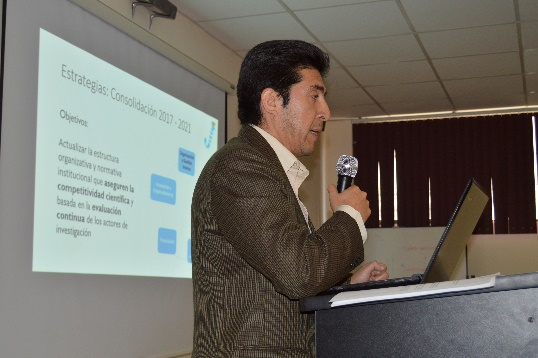 Estrategias: Consolidación 2017 - 2021
Objetivos:
Actualizar la estructura
organizativa y normativa
institucional que aseguren la
competitividad científica y
basada en la evaluación
continua de los actores de
investigación